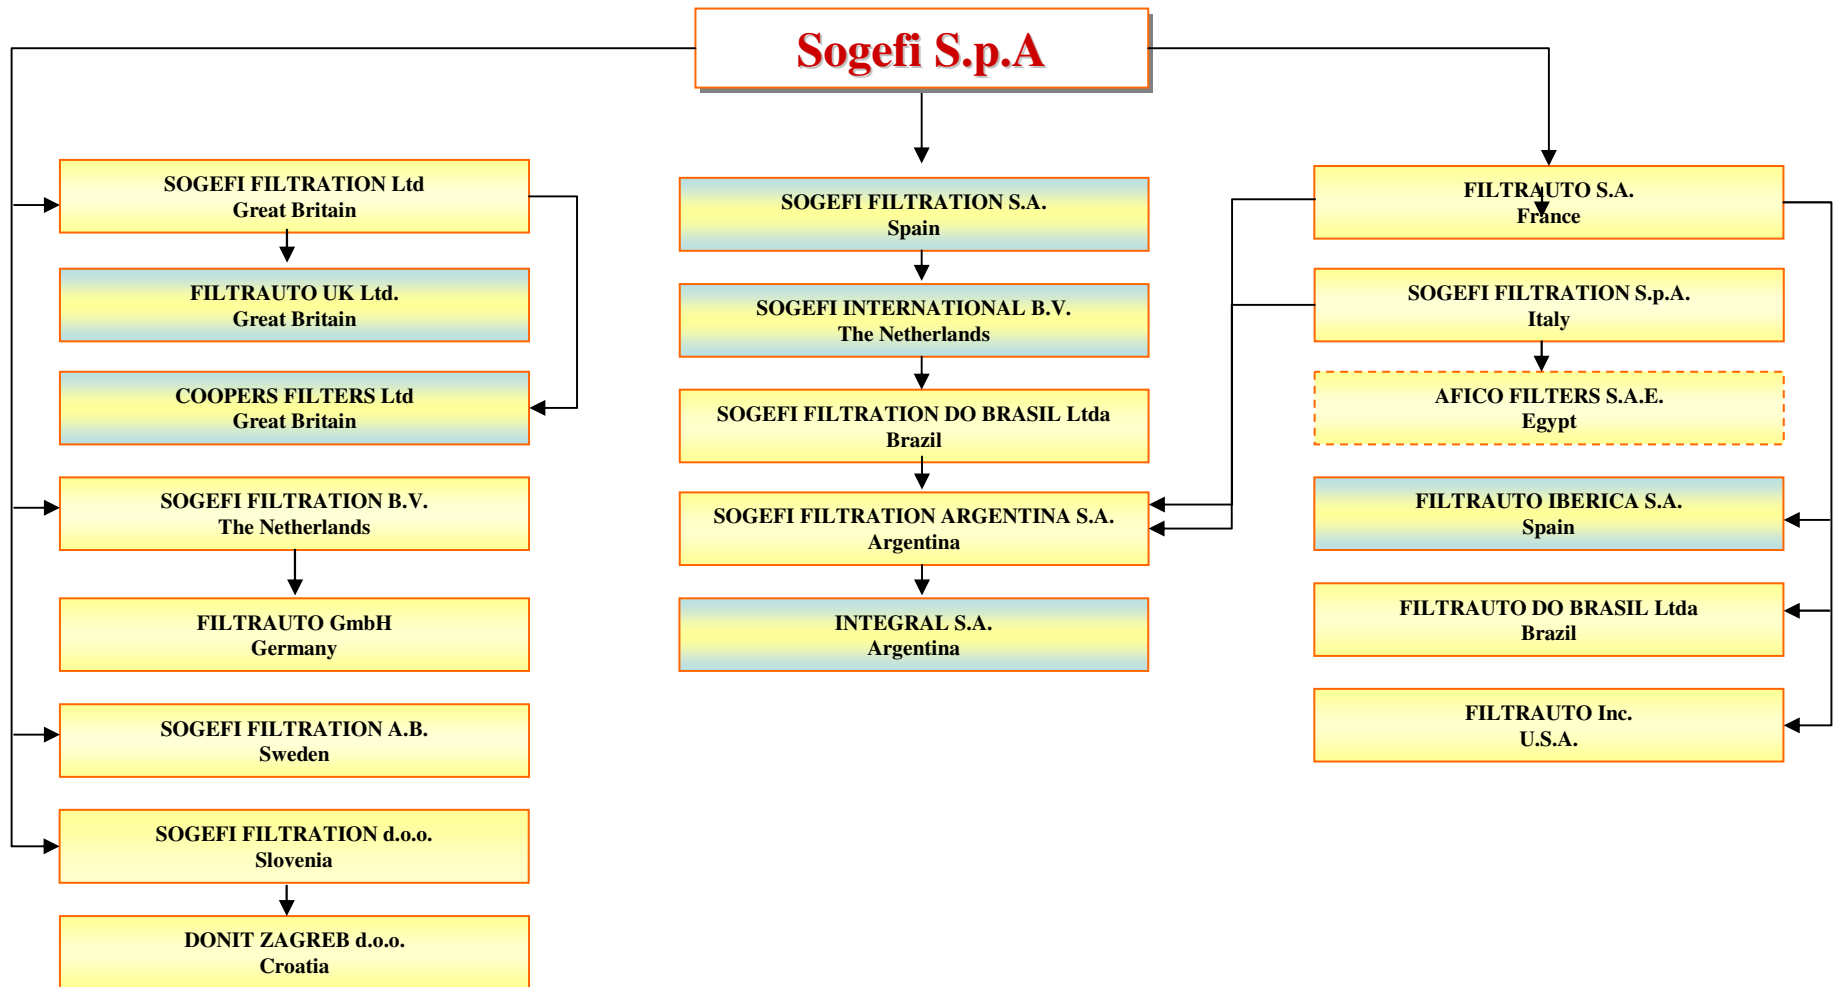 Sogefi S.p.A
SOGEFI FILTRATION Ltd
Great Britain
FILTRAUTO UK Ltd.
Great Britain
COOPERS FILTERS Ltd
Great Britain
SOGEFI FILTRATION B.V.
The Netherlands
FILTRAUTO GmbH
Germany
SOGEFI FILTRATION A.B.
Sweden
SOGEFI FILTRATION d.o.o.
Slovenia
DONIT ZAGREB d.o.o.
Croatia
SOGEFI FILTRATION S.A.
Spain
SOGEFI INTERNATIONAL B.V.
The Netherlands
SOGEFI FILTRATION DO BRASIL Ltda
Brazil
SOGEFI FILTRATION ARGENTINA S.A.
Argentina
INTEGRAL S.A.
Argentina
FILTRAUTO S.A.
France
SOGEFI FILTRATION S.p.A.
Italy
AFICO FILTERS S.A.E.
Egypt
FILTRAUTO IBERICA S.A.
Spain
FILTRAUTO DO BRASIL Ltda
Brazil
FILTRAUTO Inc.
U.S.A.